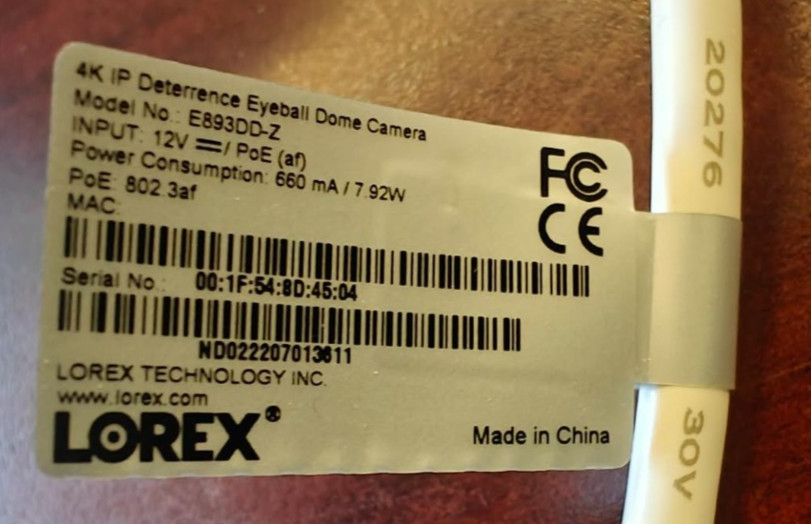 4K IP Deterrence Eyeball Dome Camera
Model No.: E893DD-Z
INPUT: 12V ⎓/ PoE (af)
Power Consumption: 660 mA / 7.92W
PoE: 802.3af
MAC:
FC
CE
00:1F:54:8D:45:04
Serial No.:
ND022207013611
LOREX TECHNOLOGY INC.
www.lorex.com
LOREX®
Made in China
20276
30V